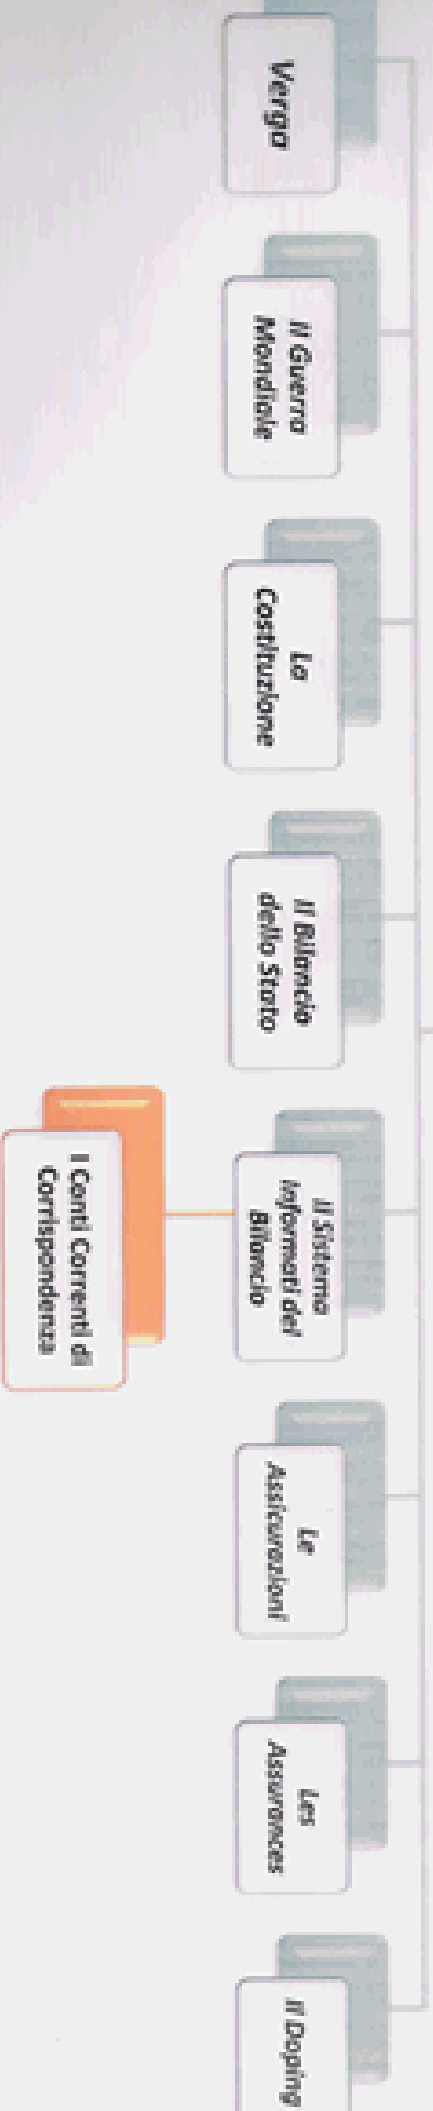 Verga
II Guerra
Mondiale
La
Costituzione
Il Bilancio
dello Stato
Il Sistema
Informati del
Bilancio
I Conti Correnti di
Corrispondenza
Le
Assicurazioni
Les
Assurances
Il Doping